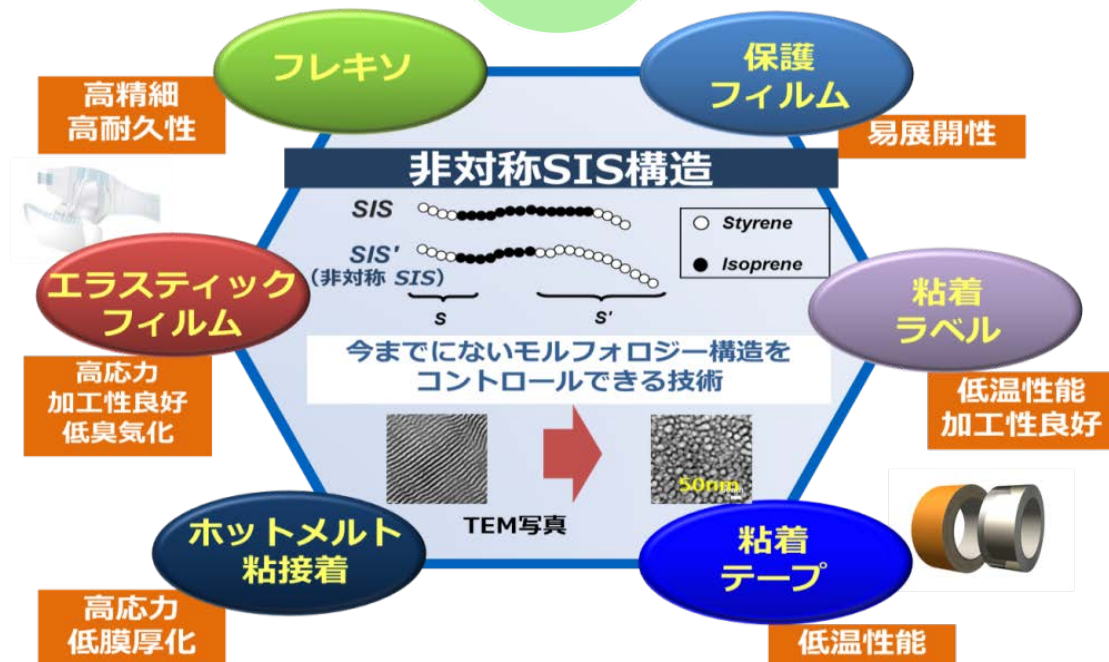 フレキソ
高精細
高耐久性
保護
フィルム
易展開性
非対称SIS構造
SIS
SIS'
(非対称 SIS)
S
S'
Styrene
Isoprene
エラスティック
フィルム
高応力
加工性良好
低臭気化
粘着
ラベル
低温性能
加工性良好
今までにないモルフォロジー構造を
コントロールできる技術
50nm
TEM写真
ホットメルト
粘接着
高応力
低膜厚化
粘着
テープ
低温性能